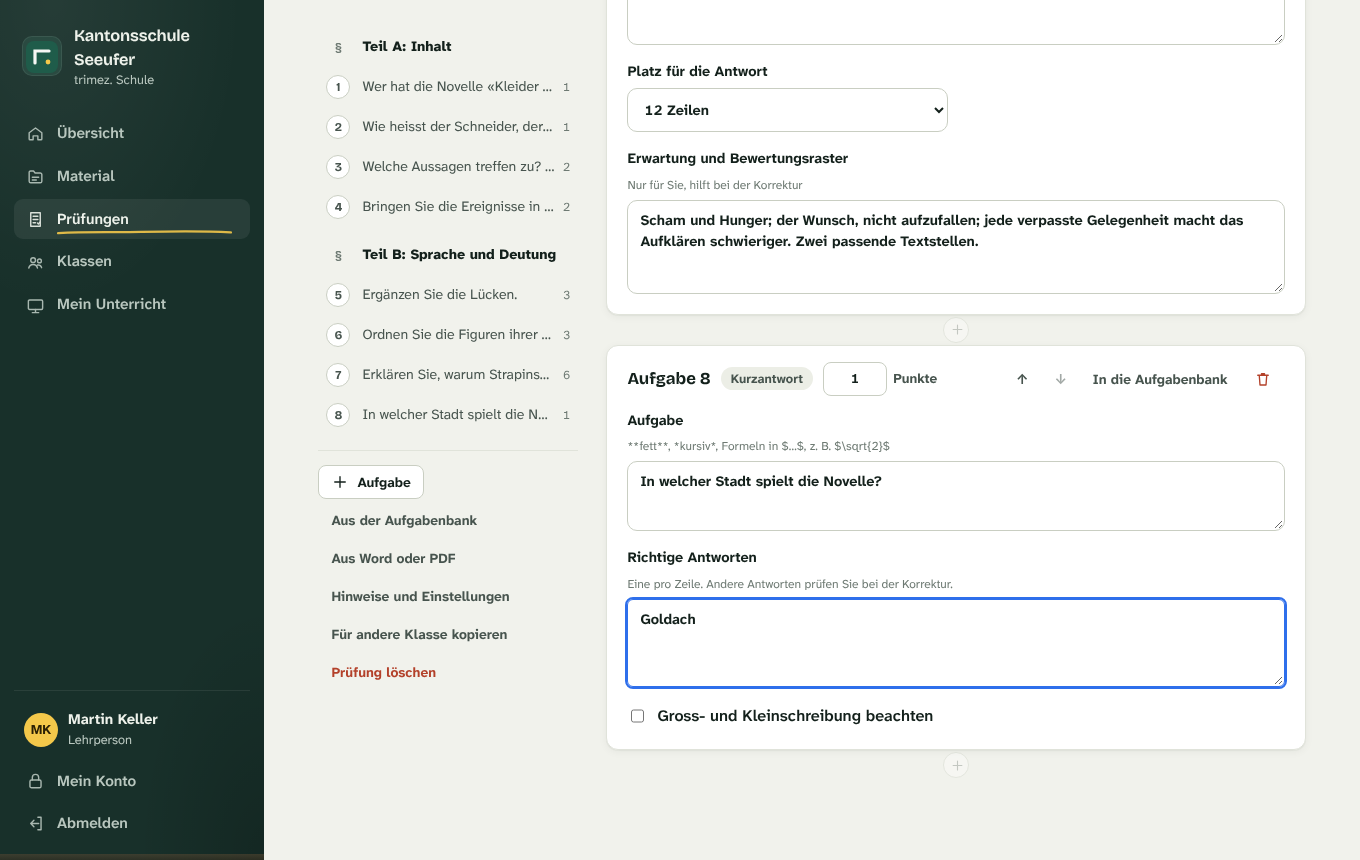 Kantonsschule
Seeufer
trimez, Schule
Übersicht
Material
Prüfungen
Klassen
Mein Unterricht
MK
Martin Keller
Lehrperson
Mein Konto
Abmelden
§ Teil A: Inhalt
1 Wer hat die Novelle «Kleider ... 1
2 Wie heisst der Schneider, der... 1
3 Welche Aussagen treffen zu? ... 2
4 Bringen Sie die Ereignisse in ... 2
§ Teil B: Sprache und Deutung
5 Ergänzen Sie die Lücken. 3
6 Ordnen Sie die Figuren ihrer ... 3
7 Erklären Sie, warum Strapins... 6
8 In welcher Stadt spielt die N... 1
+ Aufgabe
Aus der Aufgabenbank
Aus Word oder PDF
Hinweise und Einstellungen
Für andere Klasse kopieren
Prüfung löschen
Platz für die Antwort
12 Zeilen
Erwartung und Bewertungsraster
Nur für Sie, hilft bei der Korrektur
Scham und Hunger; der Wunsch, nicht aufzufallen; jede verpasste Gelegenheit macht das
Aufklären schwieriger. Zwei passende Textstellen.
+
Aufgabe 8 Kurzantwort 1 Punkte ↑ ↓ In die Aufgabenbank
Aufgabe
**fett**, *kursiv*, Formeln in $...$, z. B. $\sqrt{2}$
In welcher Stadt spielt die Novelle?
Richtige Antworten
Eine pro Zeile. Andere Antworten prüfen Sie bei der Korrektur.
Goldach
Gross- und Kleinschreibung beachten
+